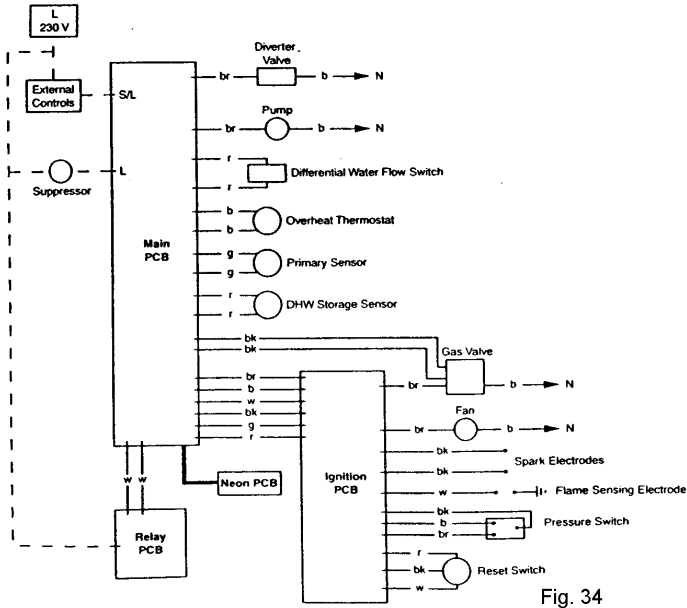 L
230 V
External
Controls
S/L
Suppressor
L
Main
PCB
br
Diverter
Valve
b
N
br
Pump
b
N
r
r
Differential Water Flow Switch
b
b
Overheat Thermostat
g
g
Primary Sensor
r
r
DHW Storage Sensor
bk
bk
Gas Valve
br
b
N
br
b
w
bk
g
r
Ignition
PCB
Fan
br
b
N
bk
bk
Spark Electrodes
w
Flame Sensing Electrode
bk
b
br
Pressure Switch
r
bk
w
Reset Switch
w
w
Neon PCB
Relay
PCB
Fig. 34